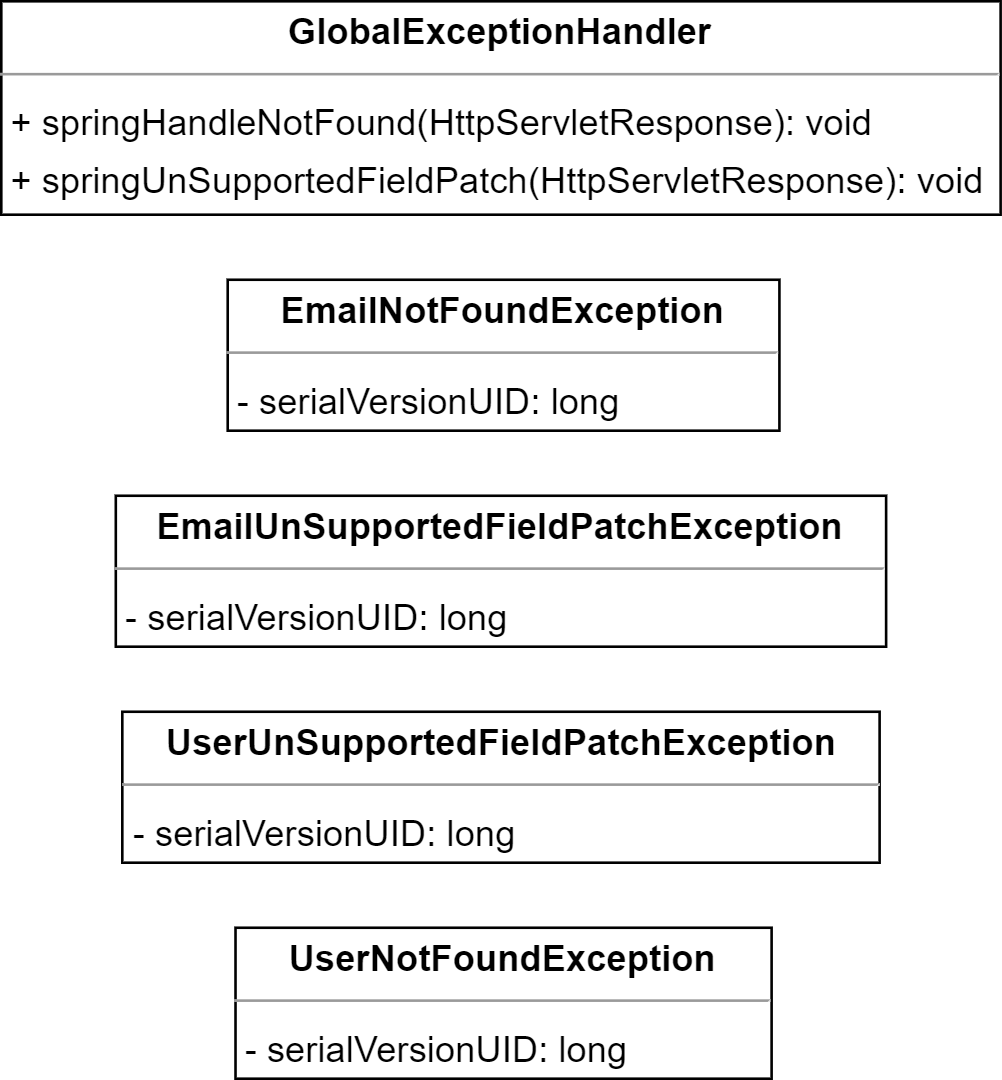 GlobalExceptionHandler
+ springHandleNotFound(HttpServletResponse): void
+ springUnSupportedFieldPatch(HttpServletResponse): void
EmailNotFoundException
- serialVersionUID: long
EmailUnSupportedFieldPatchException
- serialVersionUID: long
UserUnSupportedFieldPatchException
- serialVersionUID: long
UserNotFoundException
- serialVersionUID: long